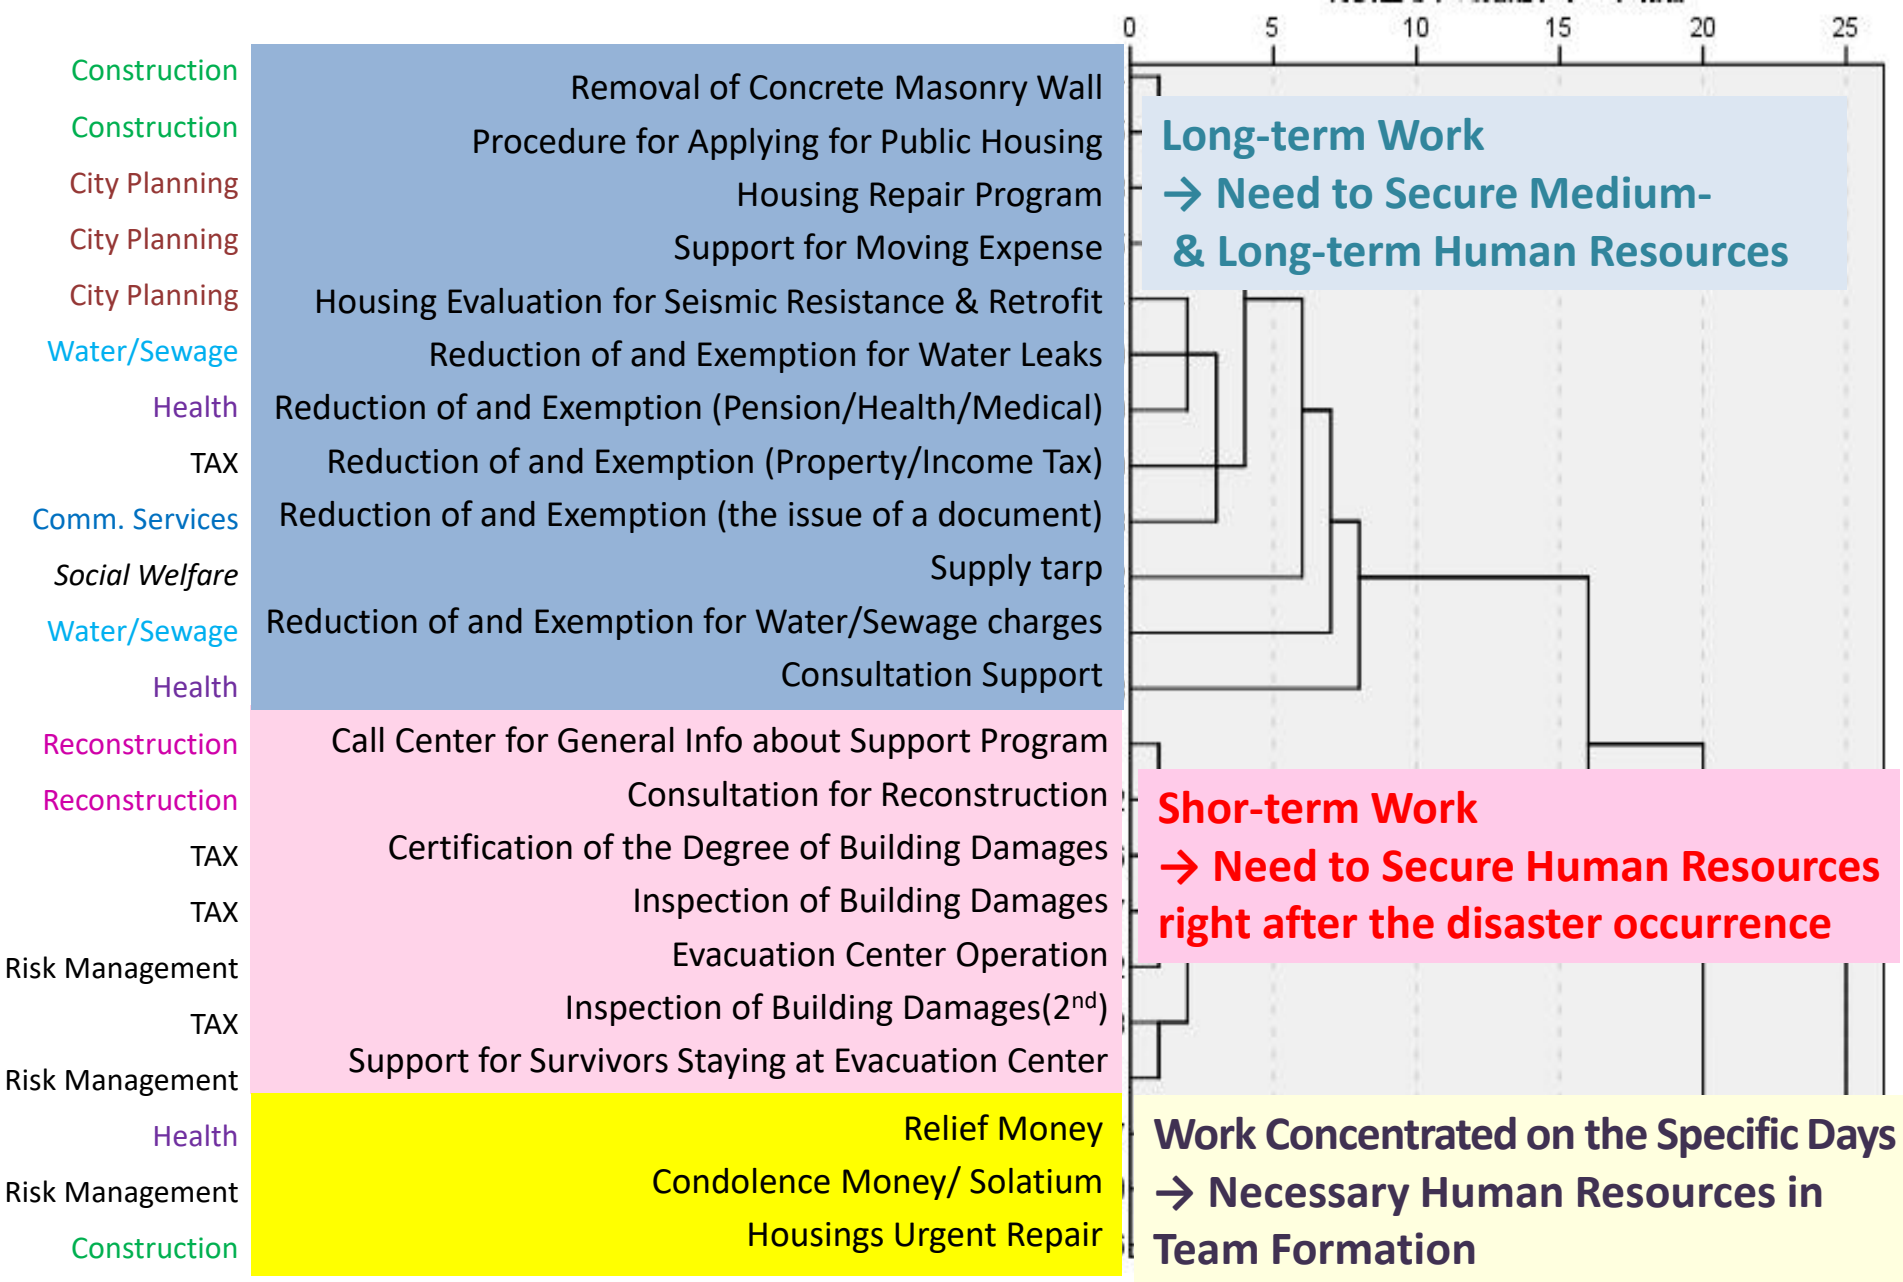 0 5 10 15 20 25
Construction Removal of Concrete Masonry Wall
Construction Procedure for Applying for Public Housing
City Planning Housing Repair Program
City Planning Support for Moving Expense
City Planning Housing Evaluation for Seismic Resistance & Retrofit
Water/Sewage Reduction of and Exemption for Water Leaks
Health Reduction of and Exemption (Pension/Health/Medical)
TAX Reduction of and Exemption (Property/Income Tax)
Comm. Services Reduction of and Exemption (the issue of a document)
Social Welfare Supply tarp
Water/Sewage Reduction of and Exemption for Water/Sewage charges
Health Consultation Support
Long-term Work
→ Need to Secure Medium-
& Long-term Human Resources
Reconstruction Call Center for General Info about Support Program
Reconstruction Consultation for Reconstruction
TAX Certification of the Degree of Building Damages
TAX Inspection of Building Damages
Risk Management Evacuation Center Operation
TAX Inspection of Building Damages(2nd)
Risk Management Support for Survivors Staying at Evacuation Center
Shor-term Work
→ Need to Secure Human Resources
right after the disaster occurrence
Health Relief Money
Risk Management Condolence Money/ Solatium
Construction Housings Urgent Repair
Work Concentrated on the Specific Days
→ Necessary Human Resources in
Team Formation